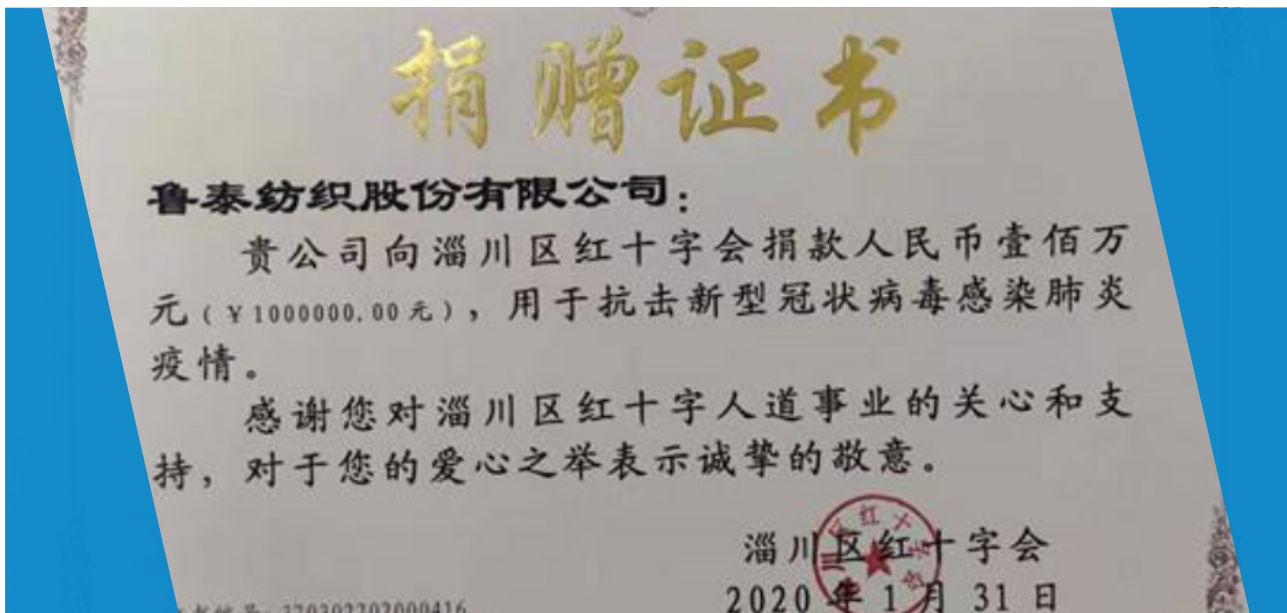 捐赠证书
鲁泰纺织股份有限公司：
贵公司向淄川区红十字会捐款人民币壹佰万
元（¥1000000.00元），用于抗击新型冠状病毒感染肺炎
疫情。
感谢您对淄川区红十字人道事业的关心和支
持，对于您的爱心之举表示诚挚的敬意。
淄川区红十字会
2020年1月31日